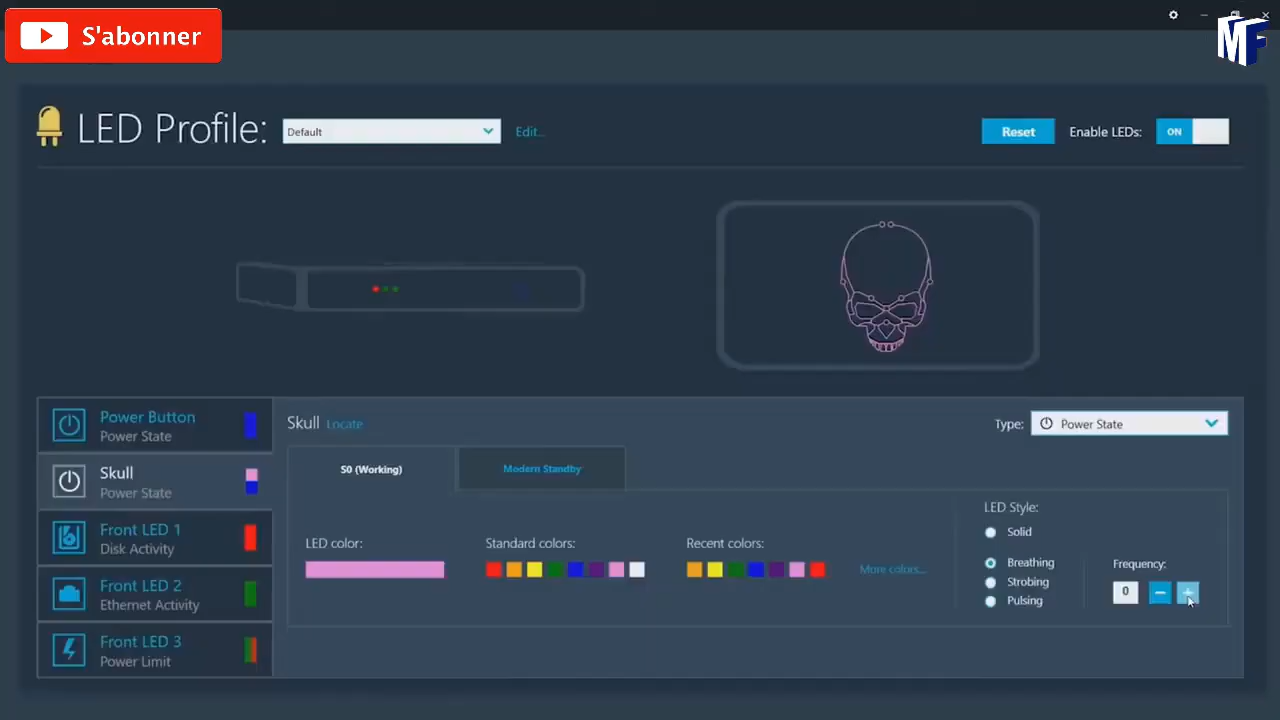 S'abonner
MF
LED Profile:
Default
Edit...
Reset
Enable LEDs:
ON
Power Button
Power State
Skull
Power State
Front LED 1
Disk Activity
Front LED 2
Ethernet Activity
Front LED 3
Power Limit
Skull
Locate
Type:
Power State
S0 (Working)
Modern Standby
LED color:
Standard colors:
Recent colors:
More colors...
LED Style:
Solid
Breathing
Strobing
Pulsing
Frequency:
0